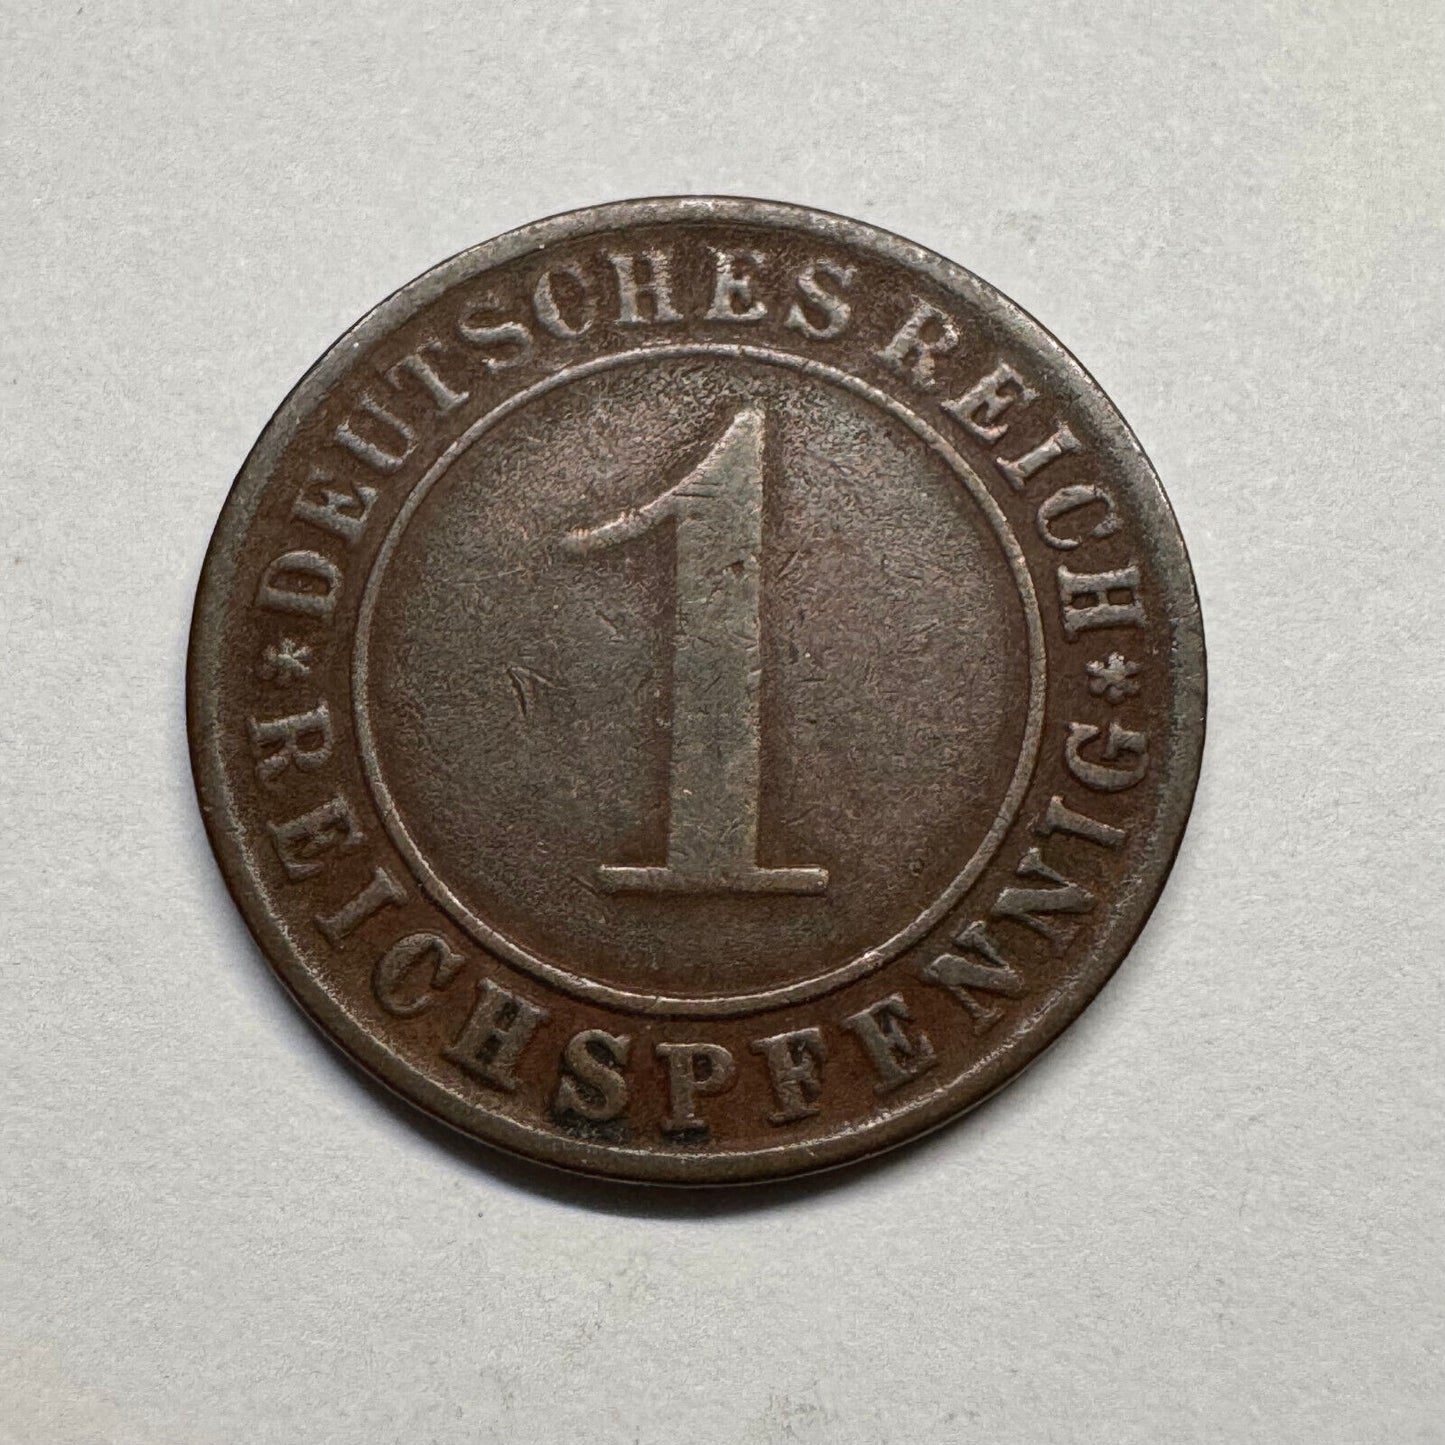 * DEUTSCHES REICH *
REICHSPFENNIG
1